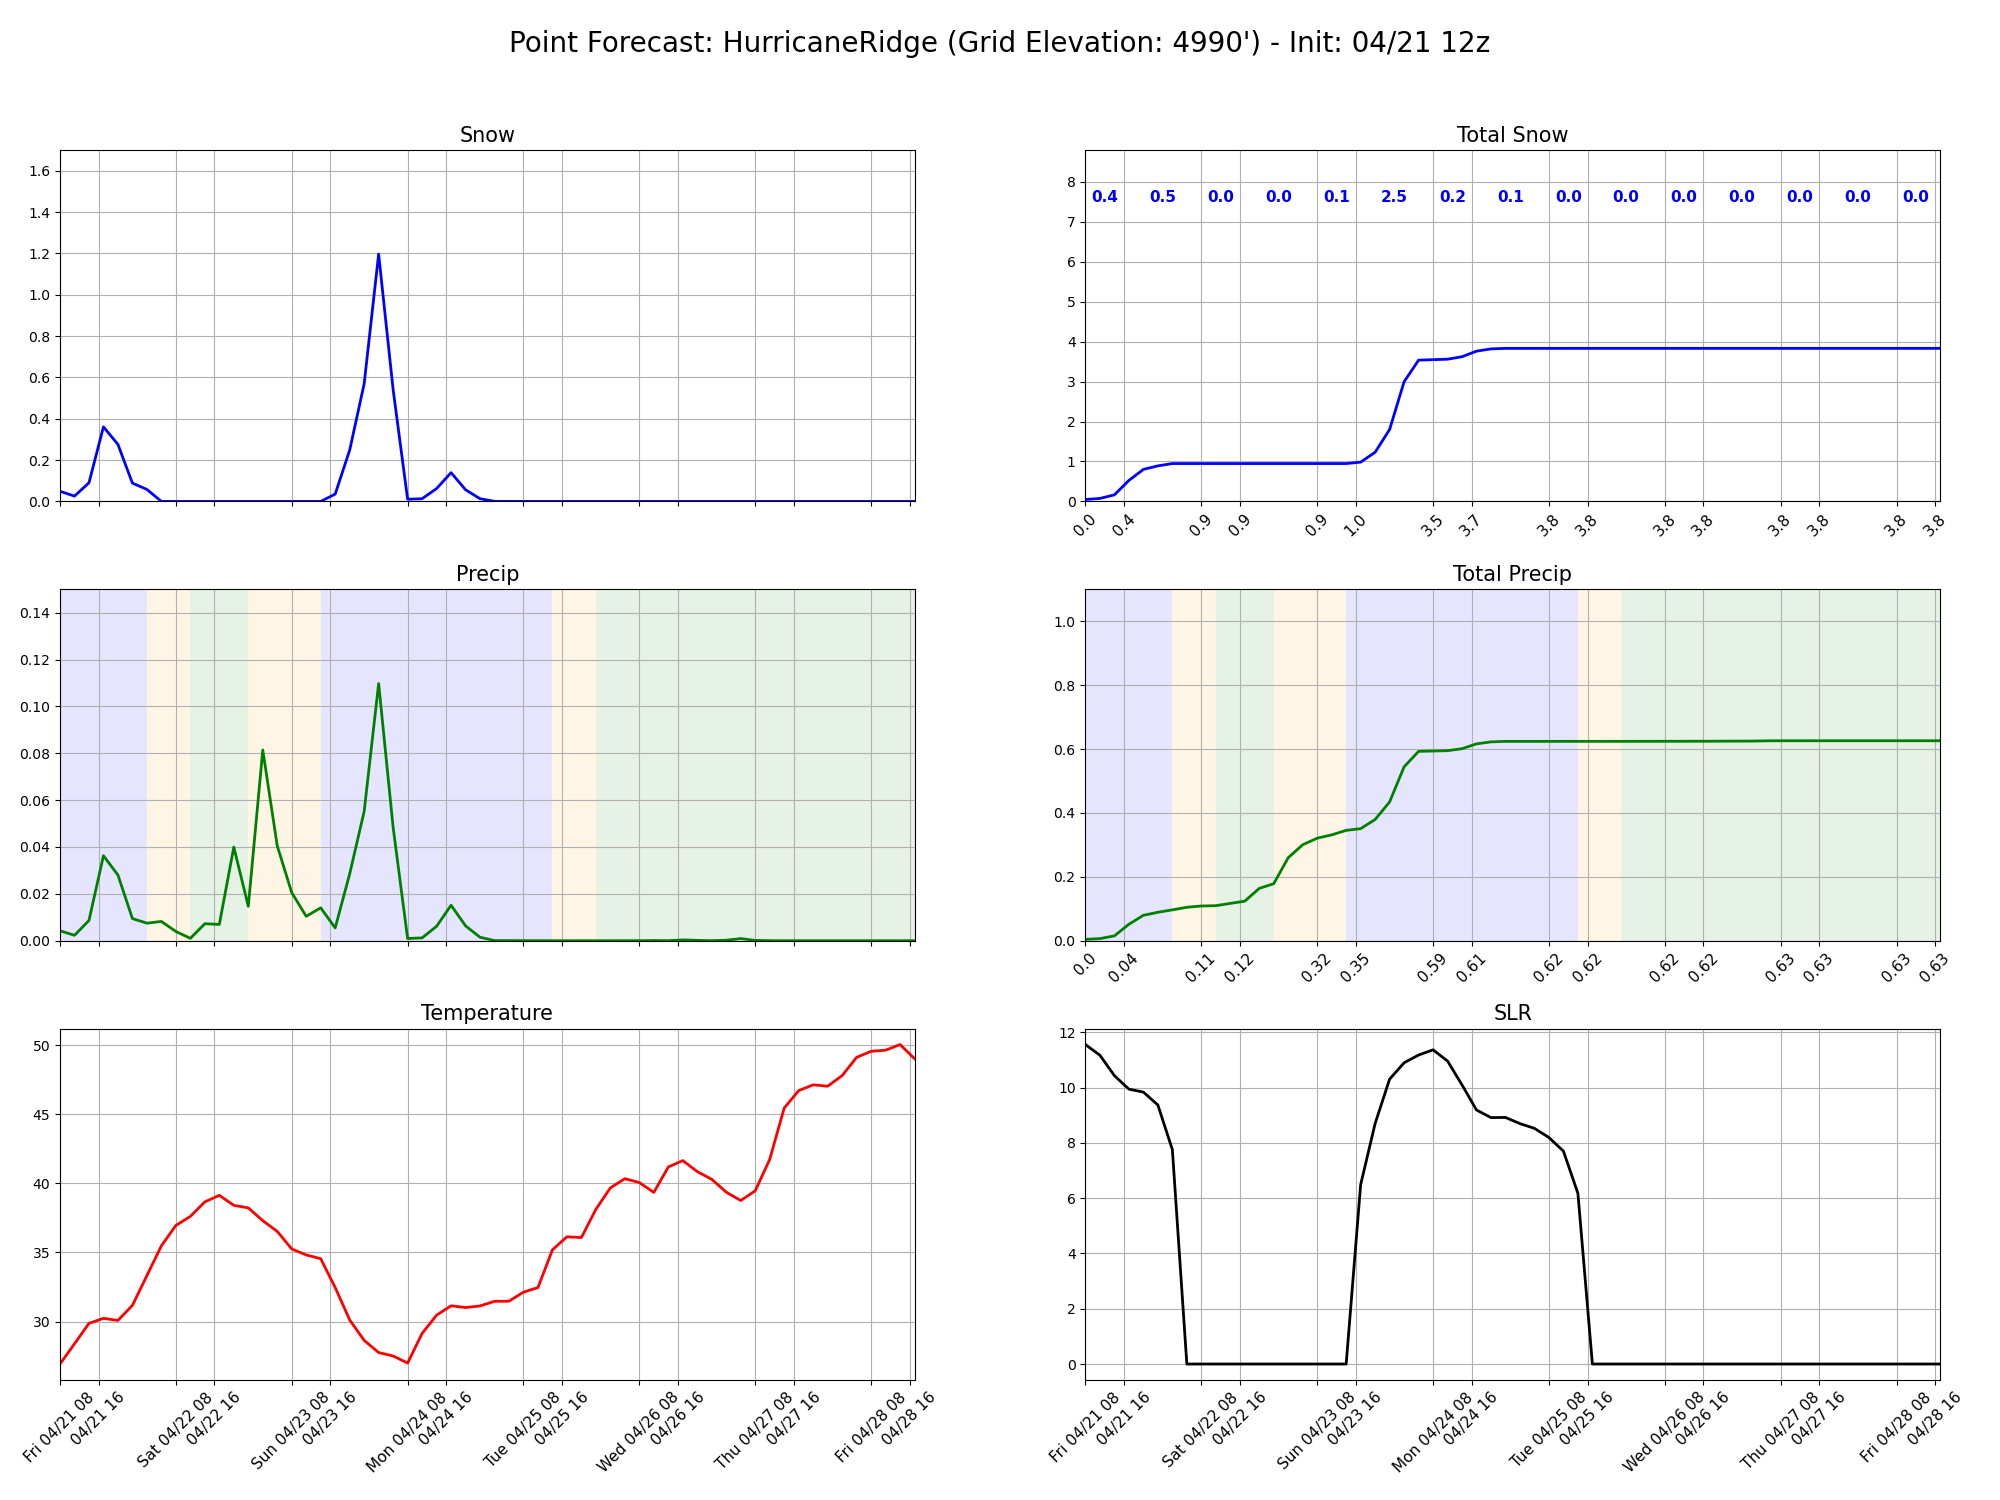 Point Forecast: HurricaneRidge (Grid Elevation: 4990') - Init: 04/21 12z
Snow
1.6
1.4
1.2
1.0
0.8
0.6
0.4
0.2
0.0
Total Snow
8
7
6
5
4
3
2
1
0
0.4 0.5 0.0 0.0 0.1 2.5 0.2 0.1 0.0 0.0 0.0 0.0 0.0 0.0 0.0
0.0 0.4 0.9 0.9 0.9 1.0 3.5 3.7 3.8 3.8 3.8 3.8 3.8 3.8 3.8 3.8
Precip
0.14
0.12
0.10
0.08
0.06
0.04
0.02
0.00
Total Precip
1.0
0.8
0.6
0.4
0.2
0.0
0.0 0.04 0.11 0.12 0.32 0.35 0.59 0.61 0.62 0.62 0.62 0.62 0.63 0.63 0.63 0.63
Temperature
50
45
40
35
30
Fri 04/21 08
04/21 16
Sat 04/22 08
04/22 16
Sun 04/23 08
04/23 16
Mon 04/24 08
04/24 16
Tue 04/25 08
04/25 16
Wed 04/26 08
04/26 16
Thu 04/27 08
04/27 16
Fri 04/28 08
04/28 16
SLR
12
10
8
6
4
2
0
Fri 04/21 08
04/21 16
Sat 04/22 08
04/22 16
Sun 04/23 08
04/23 16
Mon 04/24 08
04/24 16
Tue 04/25 08
04/25 16
Wed 04/26 08
04/26 16
Thu 04/27 08
04/27 16
Fri 04/28 08
04/28 16